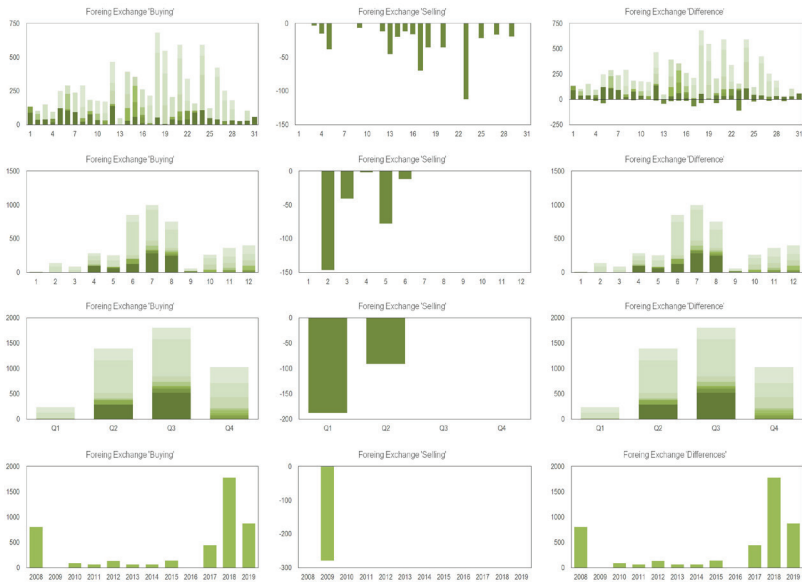 Foreing Exchange 'Buying'
750
500
250
0
1 4 7 10 13 16 19 22 25 28 31
Foreing Exchange 'Selling'
0
-50
-100
-150
1 4 7 10 13 16 19 22 25 28 31
Foreing Exchange 'Difference'
750
500
250
0
-250
1 4 7 10 13 16 19 22 25 28 31
Foreing Exchange 'Buying'
1500
1000
500
0
1 2 3 4 5 6 7 8 9 10 11 12
Foreing Exchange 'Selling'
0
-50
-100
-150
1 2 3 4 5 6 7 8 9 10 11 12
Foreing Exchange 'Difference'
1500
1000
500
0
1 2 3 4 5 6 7 8 9 10 11 12
Foreing Exchange 'Buying'
2000
1500
1000
500
0
Q1 Q2 Q3 Q4
Foreing Exchange 'Selling'
0
-50
-100
-150
-200
Q1 Q2 Q3 Q4
Foreing Exchange 'Difference'
2000
1500
1000
500
0
Q1 Q2 Q3 Q4
Foreing Exchange 'Buying'
2000
1500
1000
500
0
2008 2009 2010 2011 2012 2013 2014 2015 2016 2017 2018 2019
Foreing Exchange 'Selling'
0
-100
-200
-300
2008 2009 2010 2011 2012 2013 2014 2015 2016 2017 2018 2019
Foreing Exchange 'Differences'
2000
1500
1000
500
0
2008 2009 2010 2011 2012 2013 2014 2015 2016 2017 2018 2019